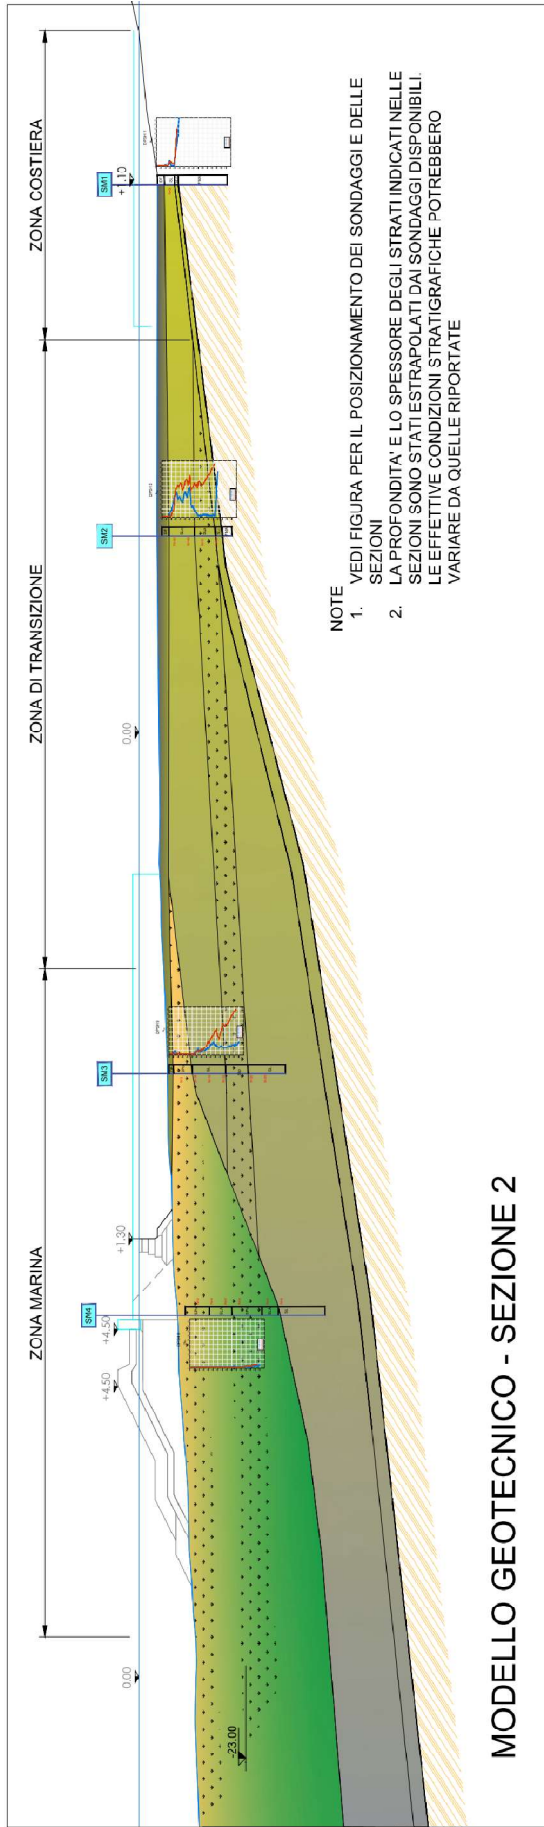 ZONA MARINA
ZONA DI TRANSIZIONE
ZONA COSTIERA
0.00
+4.50
+4.50
+1.30
0.00
+1.10
SM4
SM3
SM2
SM1
-23.00
NOTE
1. VEDI FIGURA PER IL POSIZIONAMENTO DEI SONDAGGI E DELLE
SEZIONI
2. LA PROFONDITA' E LO SPESSORE DEGLI STRATI INDICATI NELLE
SEZIONI SONO STATI ESTRAPOLATI DAI SONDAGGI DISPONIBILI.
LE EFFETTIVE CONDIZIONI STRATIGRAFICHE POTREBBERO
VARIARE DA QUELLE RIPORTATE
MODELLO GEOTECNICO - SEZIONE 2